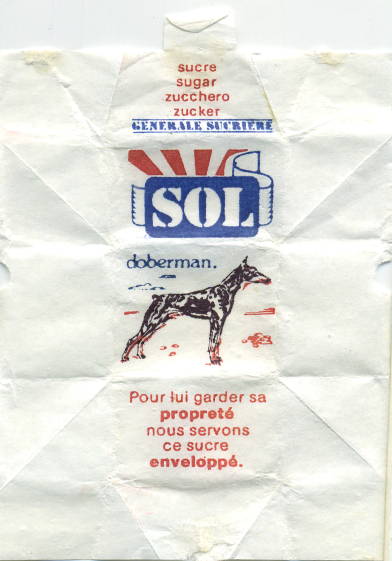 sucre
sugar
zucchero
zucker
GENERALE SUCRIERE
SOL
doberman.
Pour lui garder sa
propreté
nous servons
ce sucre
enveloppé.